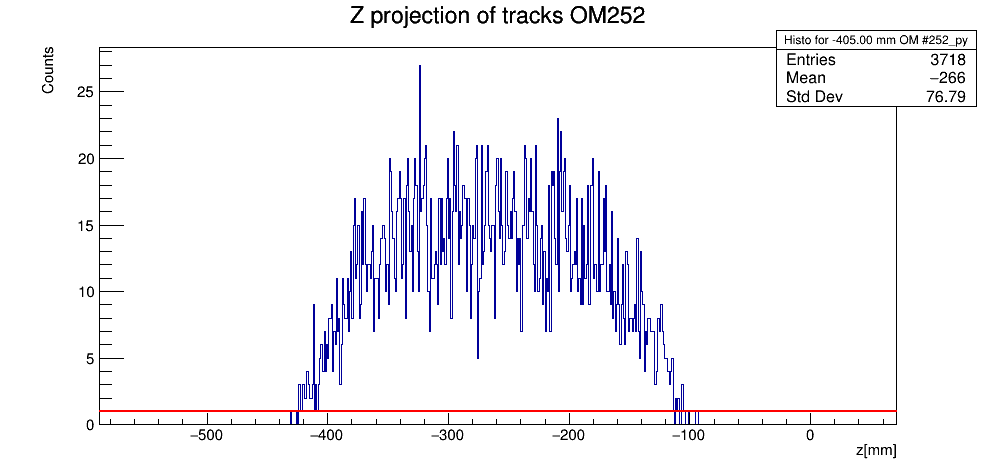 Z projection of tracks OM252
Histo for -405.00 mm OM #252_py
Entries 3718
Mean −266
Std Dev 76.79
Counts
25
20
15
10
5
0
−500 −400 −300 −200 −100 0
z[mm]